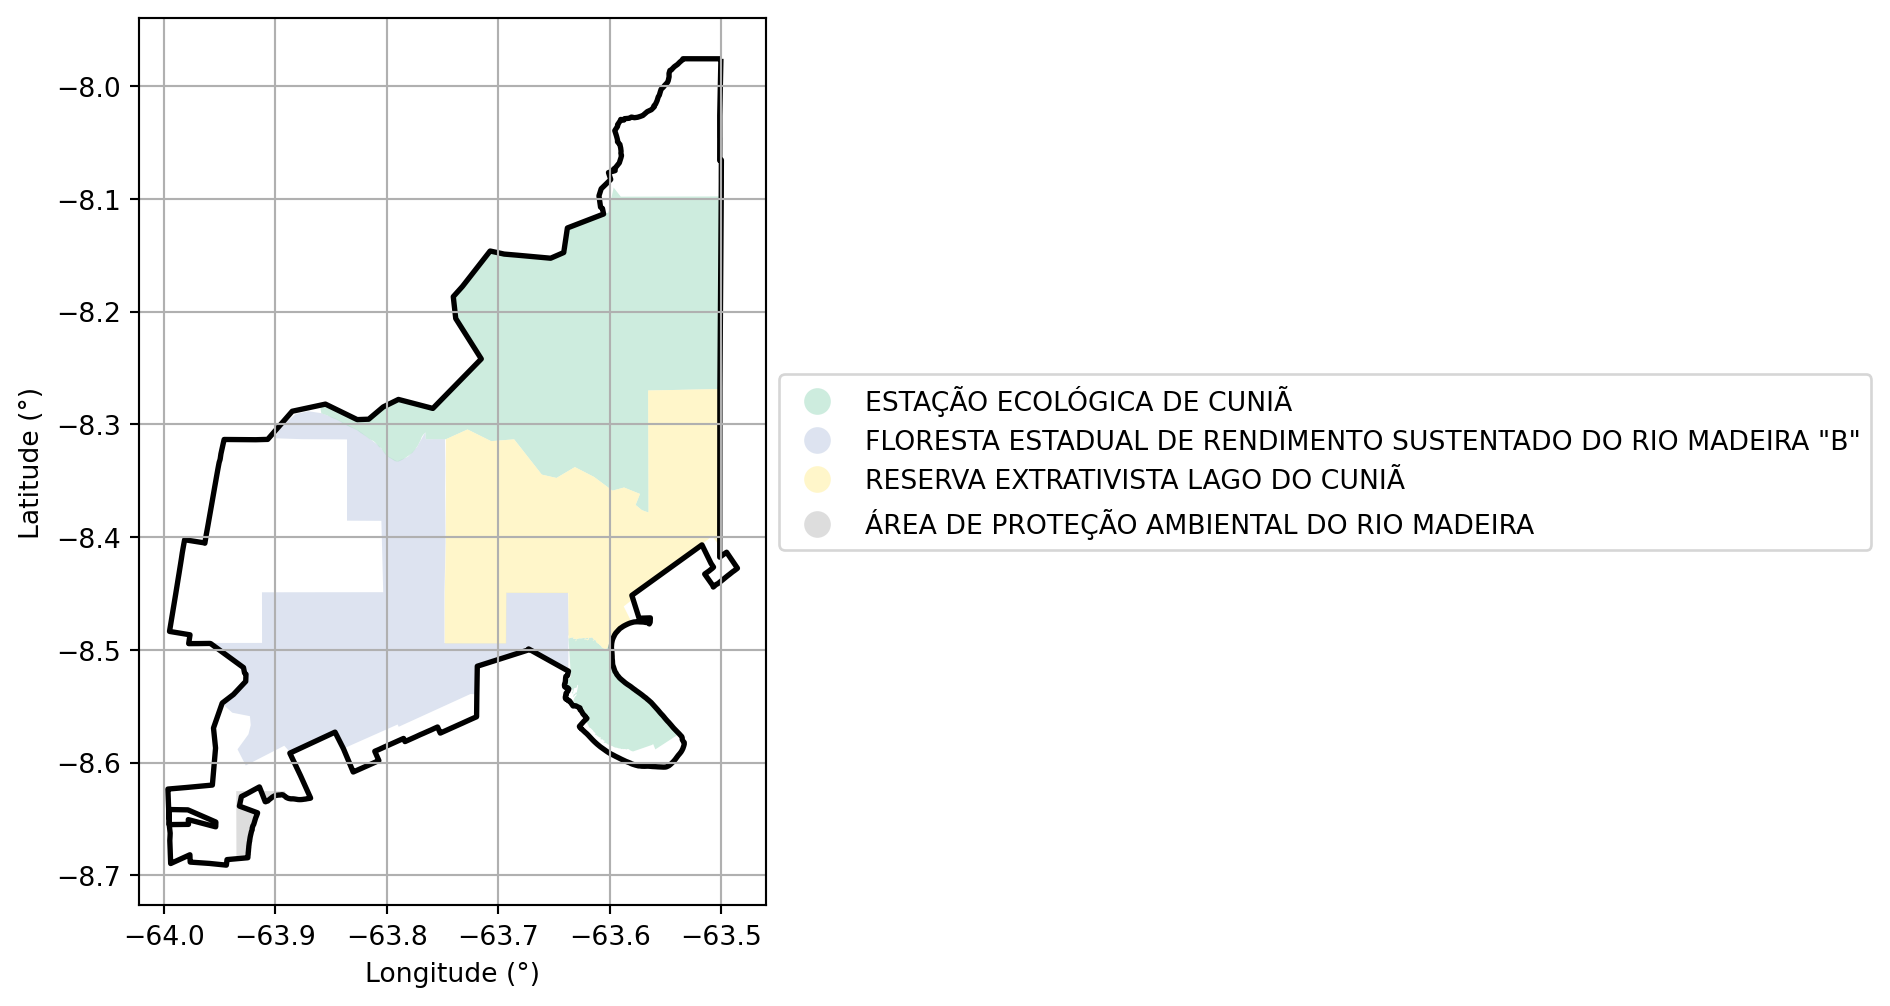 −8.0
−8.1
−8.2
−8.3
−8.4
−8.5
−8.6
−8.7
Latitude (°)
−64.0 −63.9 −63.8 −63.7 −63.6 −63.5
Longitude (°)
ESTAÇÃO ECOLÓGICA DE CUNIÃ
FLORESTA ESTADUAL DE RENDIMENTO SUSTENTADO DO RIO MADEIRA "B"
RESERVA EXTRATIVISTA LAGO DO CUNIÃ
ÁREA DE PROTEÇÃO AMBIENTAL DO RIO MADEIRA